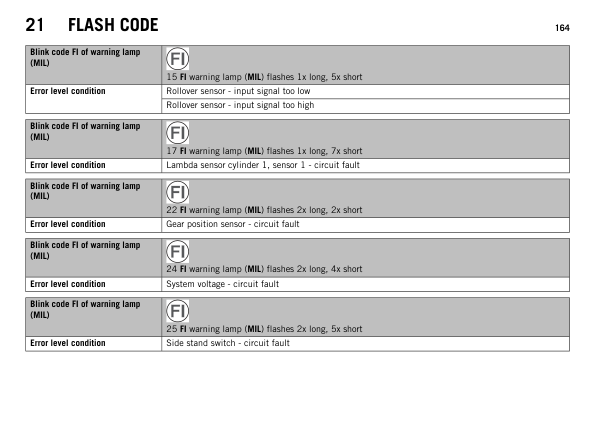 21 FLASH CODE
164
Blink code FI of warning lamp
(MIL)
FI
15 FI warning lamp (MIL) flashes 1x long, 5x short
Error level condition
Rollover sensor - input signal too low
Rollover sensor - input signal too high
Blink code FI of warning lamp
(MIL)
FI
17 FI warning lamp (MIL) flashes 1x long, 7x short
Error level condition
Lambda sensor cylinder 1, sensor 1 - circuit fault
Blink code FI of warning lamp
(MIL)
FI
22 FI warning lamp (MIL) flashes 2x long, 2x short
Error level condition
Gear position sensor - circuit fault
Blink code FI of warning lamp
(MIL)
FI
24 FI warning lamp (MIL) flashes 2x long, 4x short
Error level condition
System voltage - circuit fault
Blink code FI of warning lamp
(MIL)
FI
25 FI warning lamp (MIL) flashes 2x long, 5x short
Error level condition
Side stand switch - circuit fault